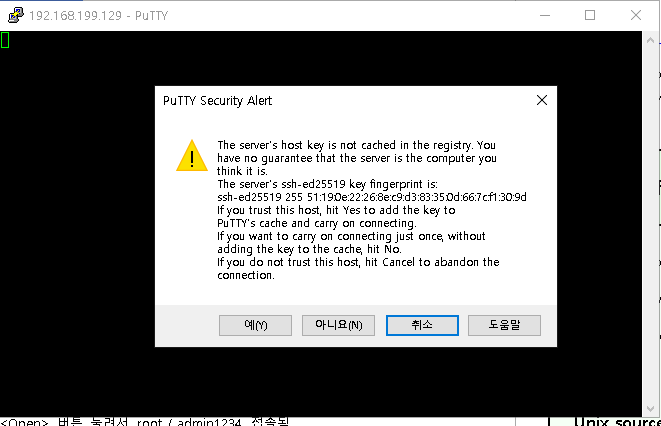 192.168.199.129 - PuTTY
PuTTY Security Alert
The server's host key is not cached in the registry. You
have no guarantee that the server is the computer you
think it is.
The server's ssh-ed25519 key fingerprint is:
ssh-ed25519 255 51:19:0e:22:26:8e:c9:d3:83:35:0d:66:7c:f1:30:9d
If you trust this host, hit Yes to add the key to
PuTTY's cache and carry on connecting.
If you want to carry on connecting just once, without
adding the key to the cache, hit No.
If you do not trust this host, hit Cancel to abandon the
connection.
예(Y)
아니요(N)
취소
도움말
<Open> 버튼 눌러서 root / admin1234 접속됨
Unix source